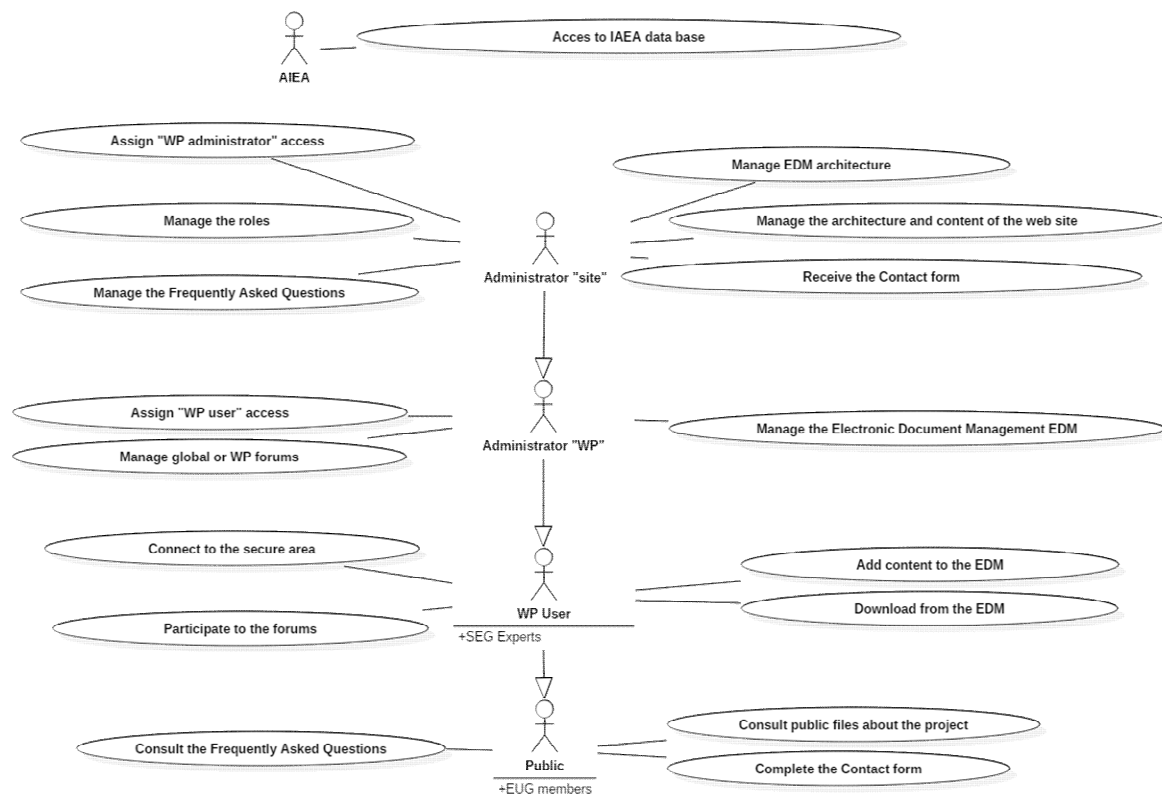 Acces to IAEA data base
AIEA
Assign "WP administrator" access
Manage EDM architecture
Manage the roles
Manage the architecture and content of the web site
Administrator "site"
Receive the Contact form
Manage the Frequently Asked Questions
Assign "WP user" access
Manage the Electronic Document Management EDM
Administrator "WP"
Manage global or WP forums
Connect to the secure area
Add content to the EDM
Download from the EDM
WP User
Participate to the forums
+SEG Experts
Consult public files about the project
Consult the Frequently Asked Questions
Public
Complete the Contact form
+EUG members